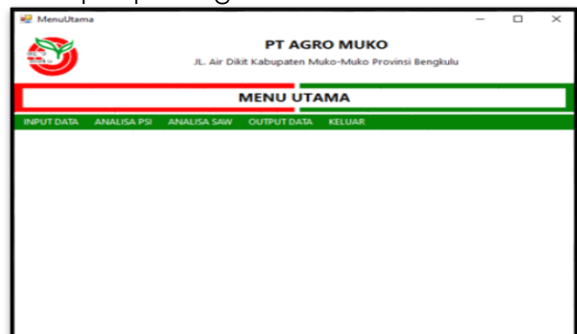 MenuUtama
PT AGRO MUKO
JL. Air Dikit Kabupaten Muko-Muko Provinsi Bengkulu
MENU UTAMA
INPUT DATA ANALISA PSI ANALISA SAW OUTPUT DATA KELUAR